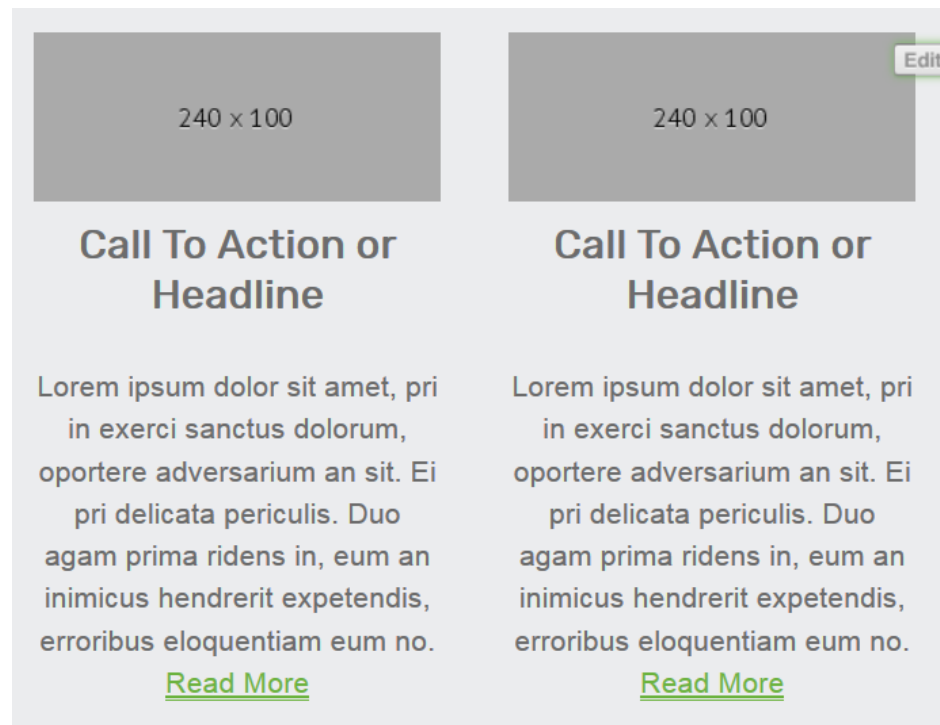 240 x 100
Call To Action or
Headline
Lorem ipsum dolor sit amet, pri
in exerci sanctus dolorum,
oportere adversarium an sit. Ei
pri delicata periculis. Duo
agam prima ridens in, eum an
inimicus hendrerit expetendis,
erroribus eloquentiam eum no.
Read More
240 x 100
Edit
Call To Action or
Headline
Lorem ipsum dolor sit amet, pri
in exerci sanctus dolorum,
oportere adversarium an sit. Ei
pri delicata periculis. Duo
agam prima ridens in, eum an
inimicus hendrerit expetendis,
erroribus eloquentiam eum no.
Read More